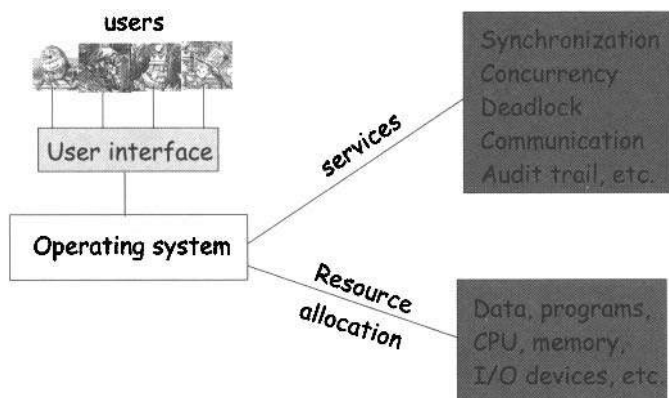 users
User interface
Operating system
services
Synchronization
Concurrency
Deadlock
Communication
Audit trail, etc.
Resource
allocation
Data, programs,
CPU, memory,
I/O devices, etc